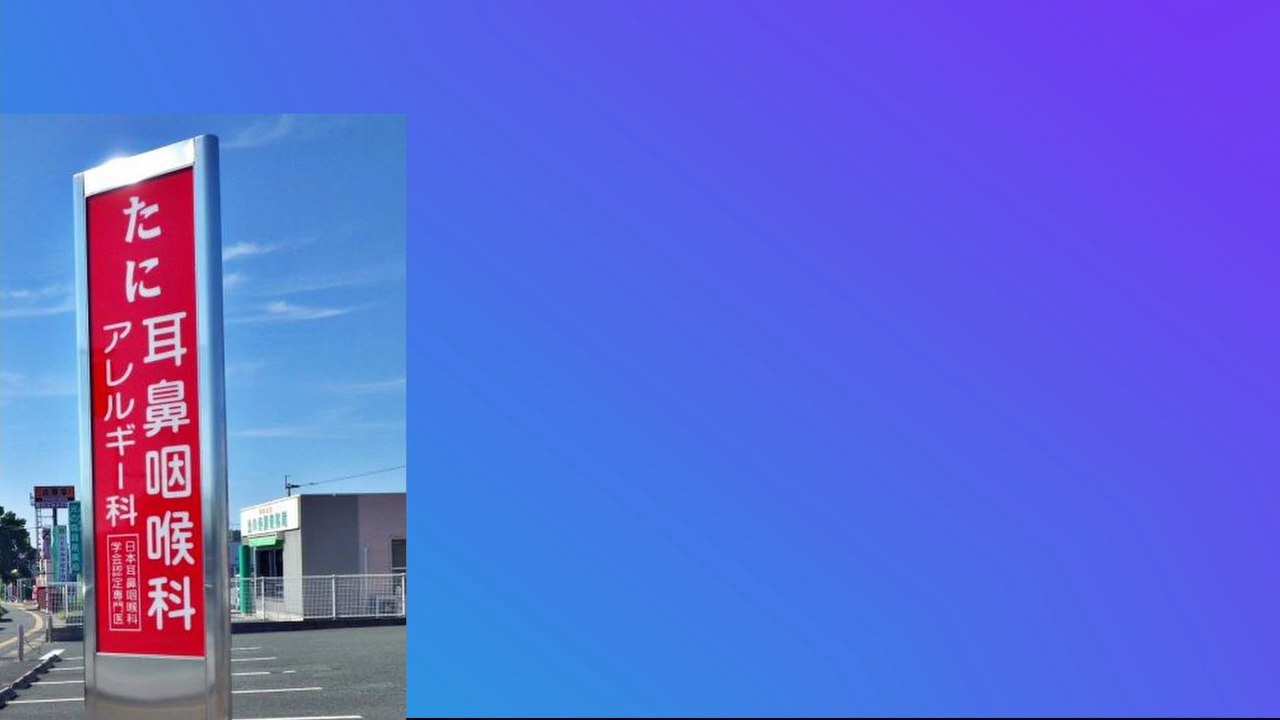 たに
耳鼻咽喉科
アレルギー科
日本耳鼻咽喉科
学会認定専門医